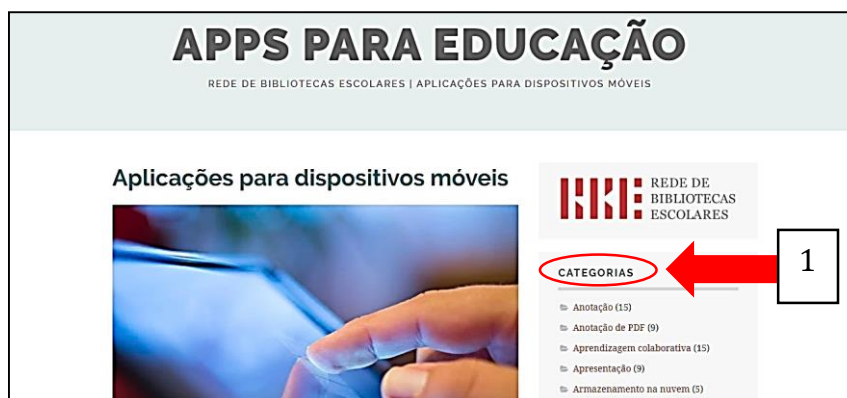 APPS PARA EDUCAÇÃO
REDE DE BIBLIOTECAS ESCOLARES | APLICAÇÕES PARA DISPOSITIVOS MÓVEIS
Aplicações para dispositivos móveis
REDE DE
BIBLIOTECAS
ESCOLARES
CATEGORIAS
1
Anotação (15)
Anotação de PDF (9)
Aprendizagem colaborativa (15)
Apresentação (9)
Armazenamento na nuvem (5)